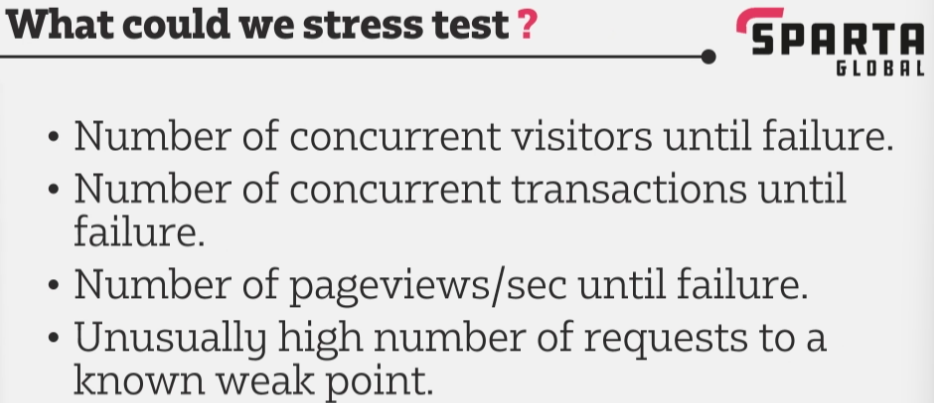 What could we stress test ?
SPARTA
GLOBAL
• Number of concurrent visitors until failure.
• Number of concurrent transactions until
failure.
• Number of pageviews/sec until failure.
• Unusually high number of requests to a
known weak point.